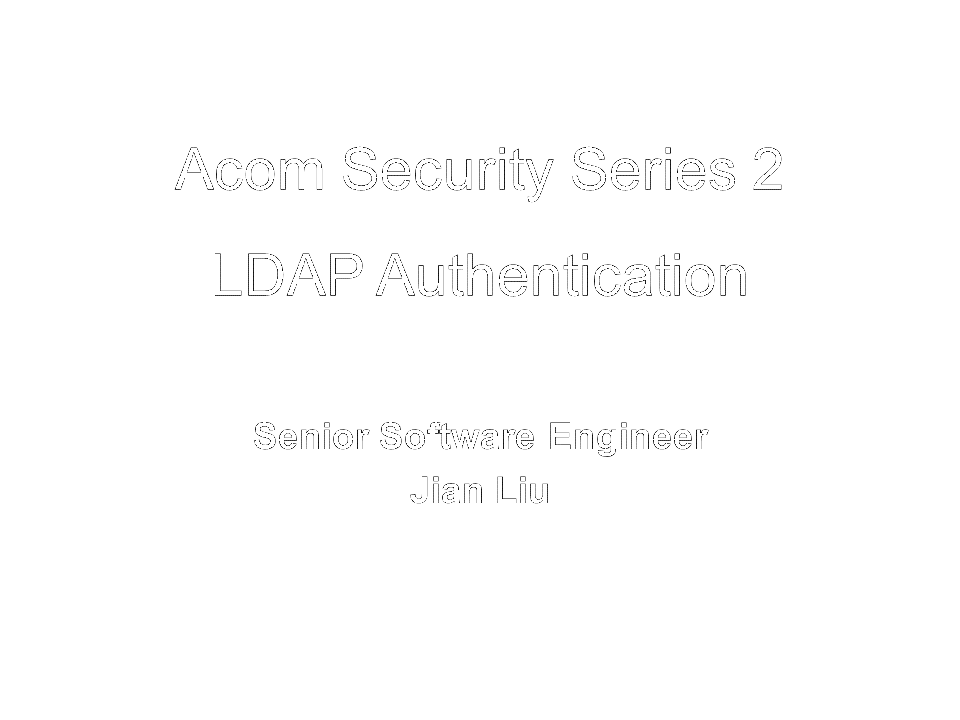 Acom Security Series 2
LDAP Authentication
Senior Software Engineer
Jian Liu